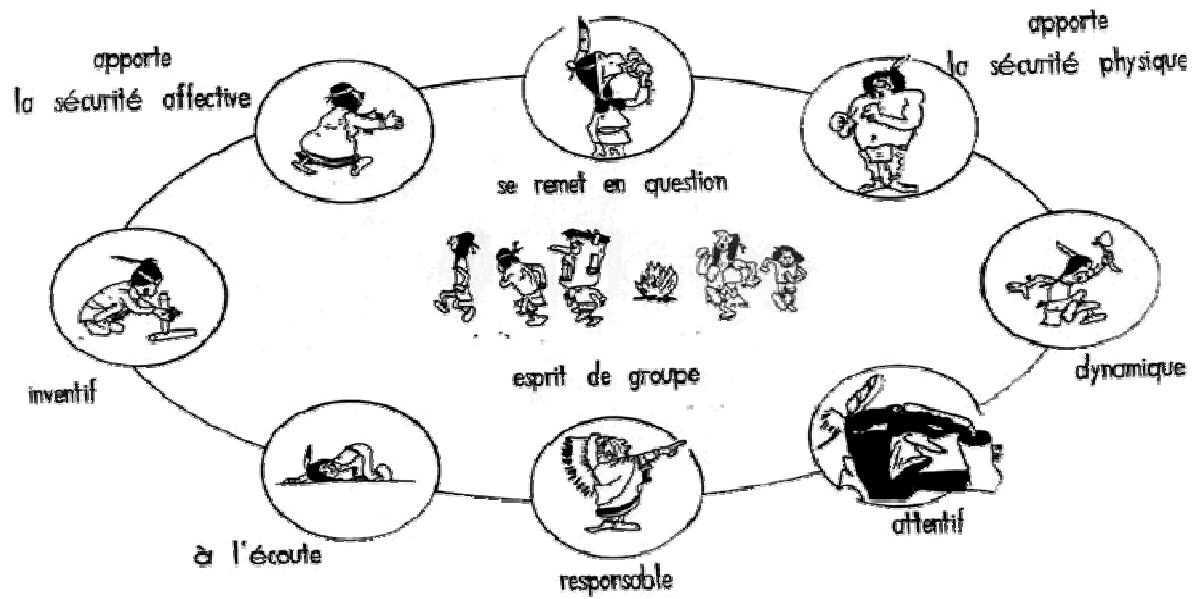 apporte
la sécurité affective
apporte
la sécurité physique
se remet en question
esprit de groupe
inventif
dynamique
à l'écoute
responsable
attentif